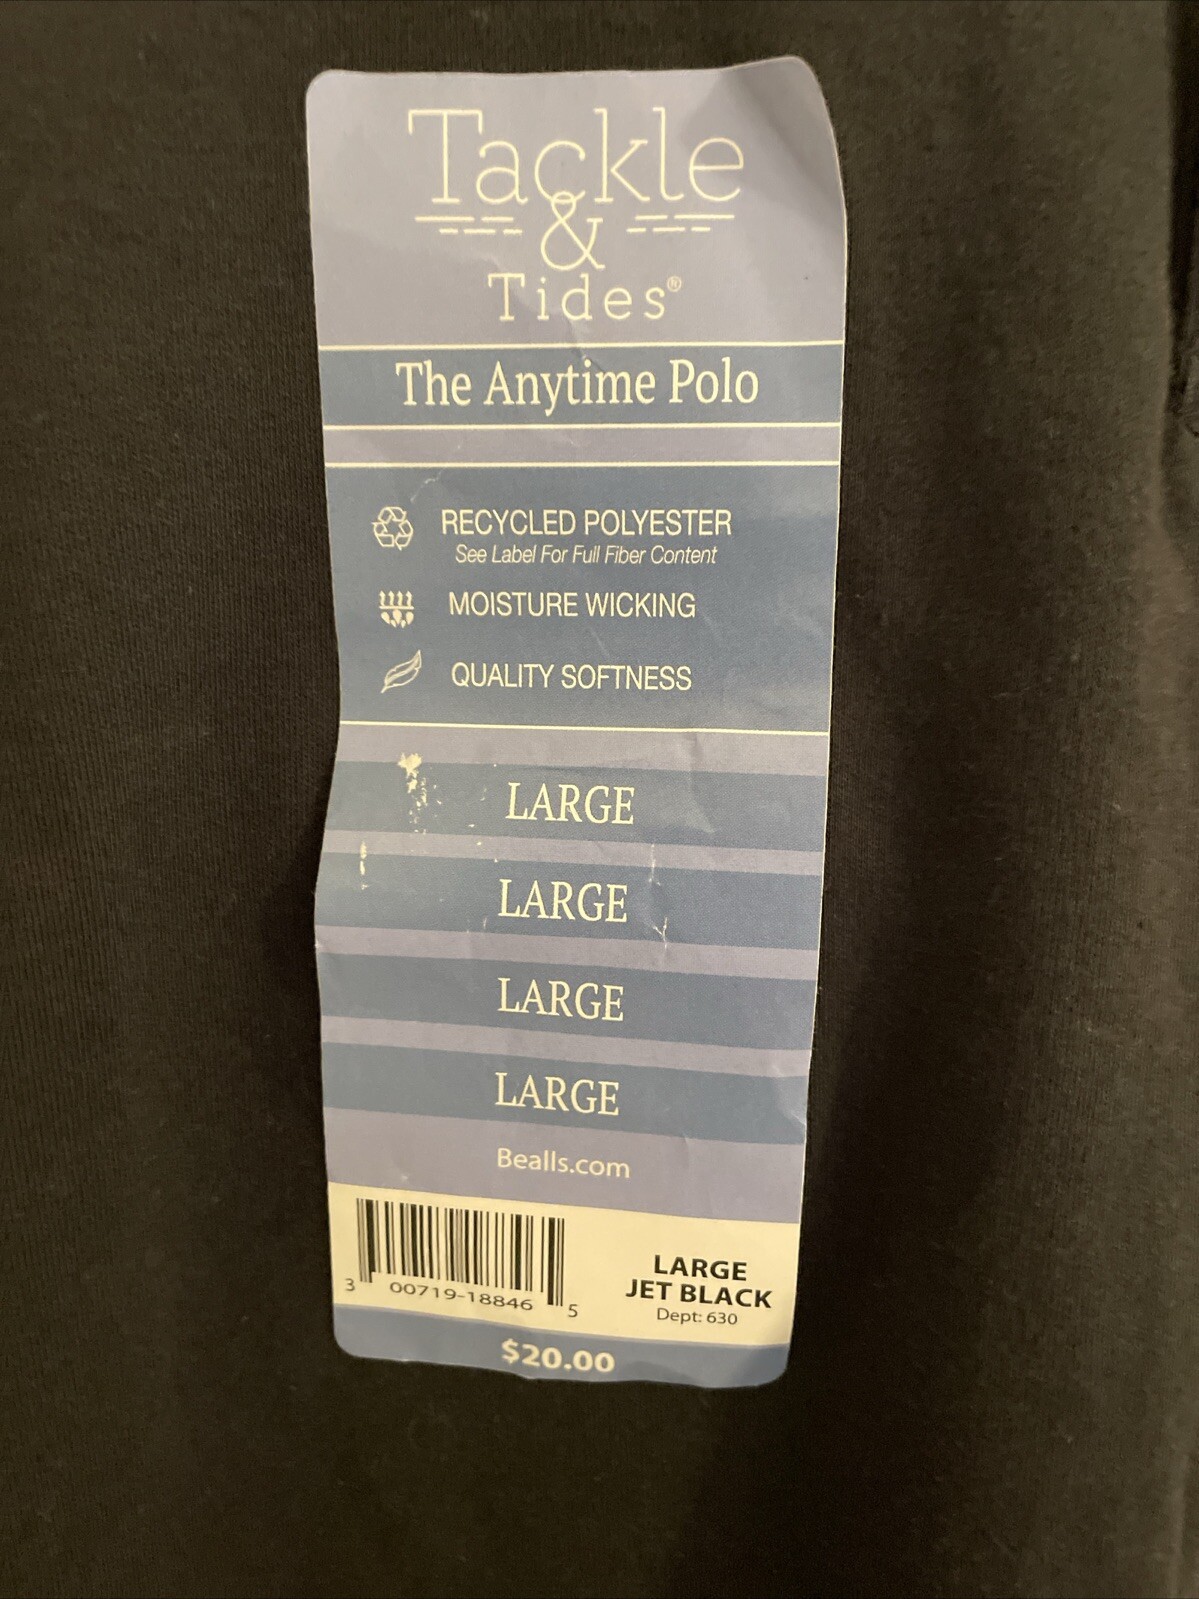 Tackle
&
Tides®
The Anytime Polo
RECYCLED POLYESTER
See Label For Full Fiber Content
MOISTURE WICKING
QUALITY SOFTNESS
LARGE
LARGE
LARGE
LARGE
Bealls.com
3 00719-18846 5
LARGE
JET BLACK
Dept: 630
$20.00